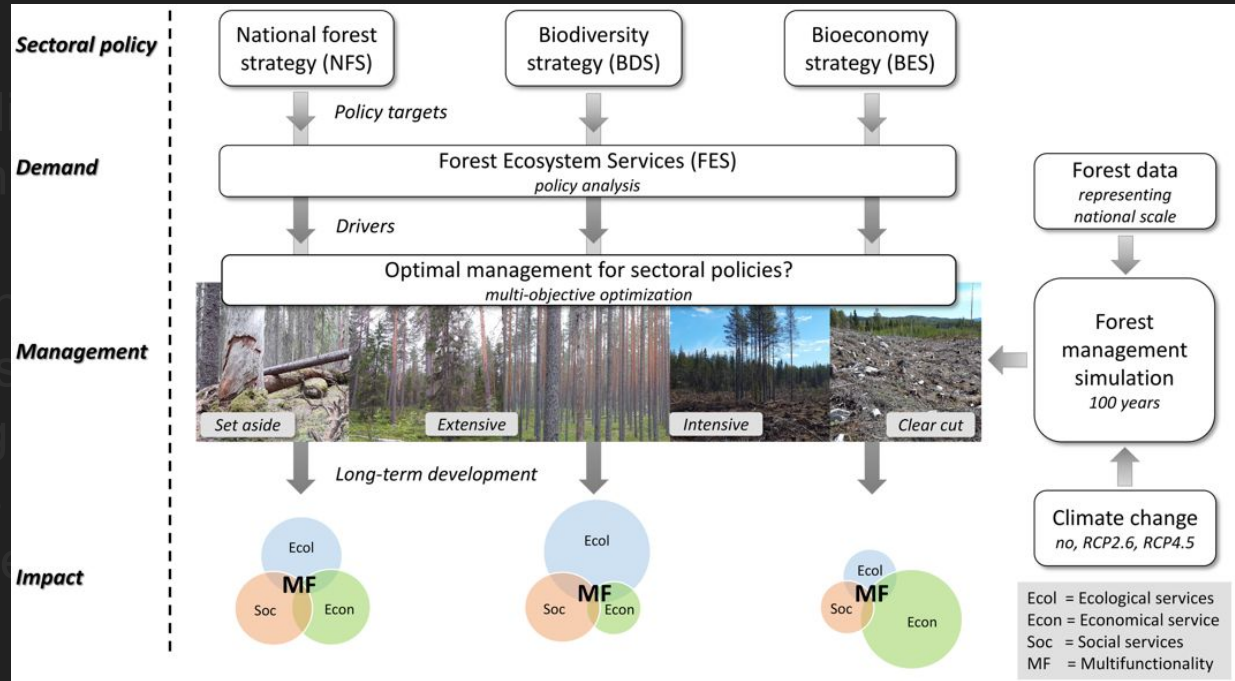 Sectoral policy
National forest
strategy (NFS)
Biodiversity
strategy (BDS)
Bioeconomy
strategy (BES)
Policy targets
Demand
Forest Ecosystem Services (FES)
policy analysis
Forest data
representing
national scale
Drivers
Optimal management for sectoral policies?
multi-objective optimization
Management
Forest
management
simulation
100 years
Set aside
Extensive
Intensive
Clear cut
Long-term development
Climate change
no, RCP2.6, RCP4.5
Impact
Ecol
MF
Soc
Econ
Ecol
MF
Soc
Econ
Ecol
MF
Soc
Econ
Ecol = Ecological services
Econ = Economical service
Soc = Social services
MF = Multifunctionality